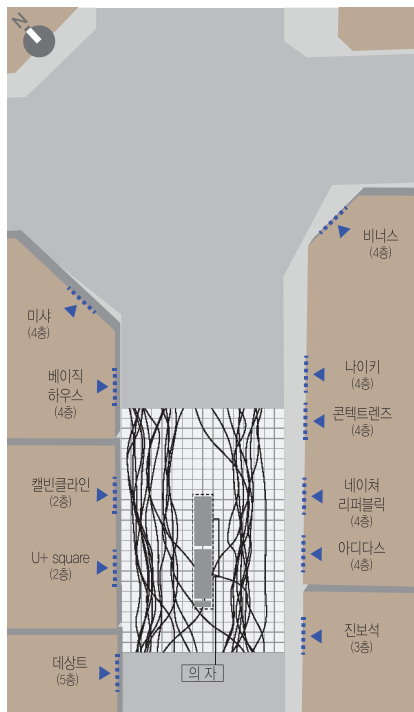 N
비너스
(4층)
미샤
(4층)
나이키
(4층)
베이직
하우스
(4층)
콘텍트렌즈
(4층)
캘빈클라인
(2층)
네이쳐
리퍼블릭
(4층)
아디다스
(4층)
U+ square
(2층)
진보석
(3층)
데상트
(5층)
의자